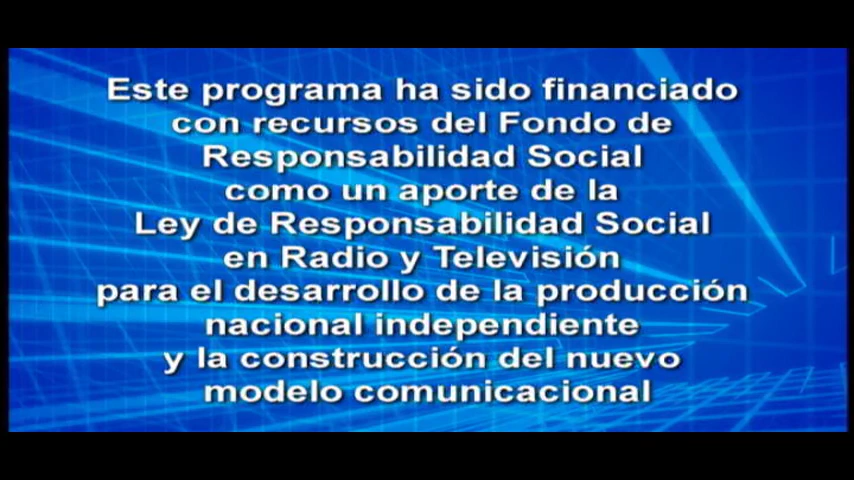 Este programa ha sido financiado
con recursos del Fondo de
Responsabilidad Social
como un aporte de la
Ley de Responsabilidad Social
en Radio y Televisión
para el desarrollo de la producción
nacional independiente
y la construcción del nuevo
modelo comunicacional